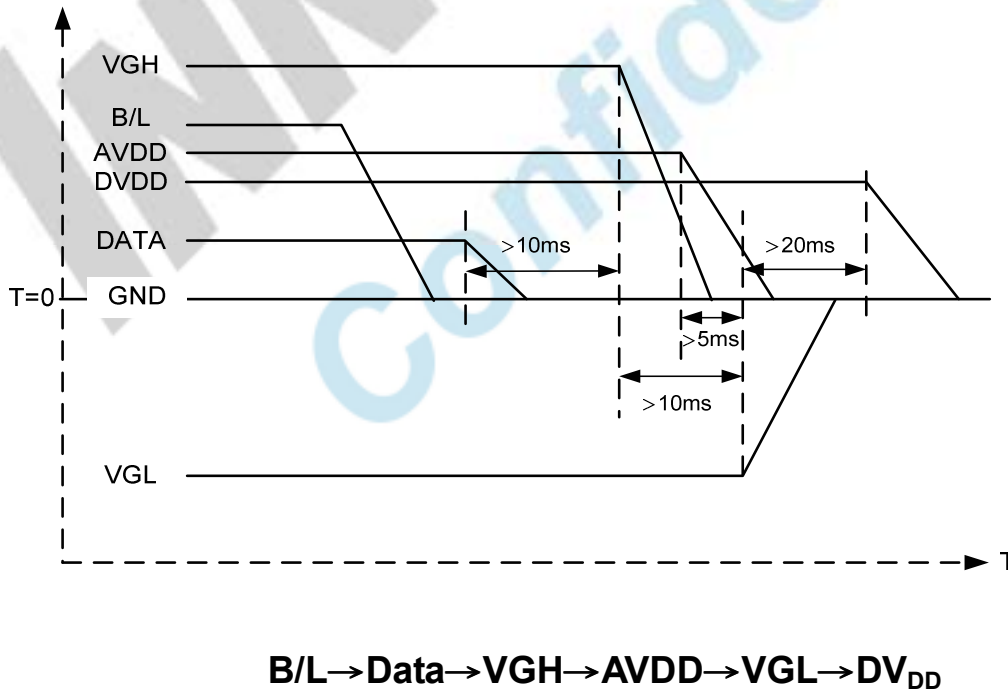 VGH
B/L
AVDD
DVDD
DATA
>10ms
>20ms
T=0
GND
>5ms
>10ms
VGL
T
B/L→Data→VGH→AVDD→VGL→DVDD